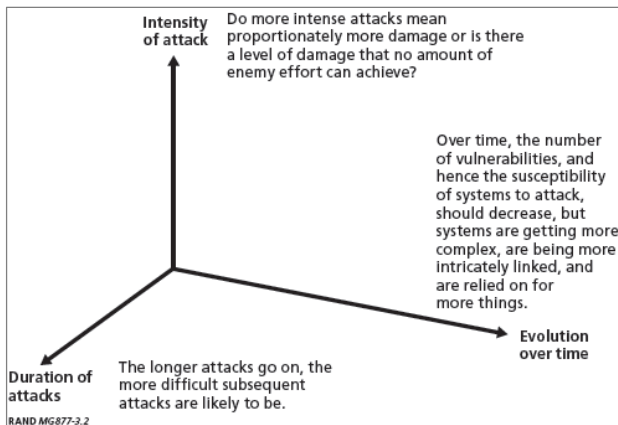 Intensity
of attack
Do more intense attacks mean
proportionately more damage or is there
a level of damage that no amount of
enemy effort can achieve?
Over time, the number
of vulnerabilities, and
hence the susceptibility
of systems to attack,
should decrease, but
systems are getting more
complex, are being more
intricately linked, and
are relied on for
more things.
Evolution
over time
Duration of
attacks
The longer attacks go on, the
more difficult subsequent
attacks are likely to be.
RAND MG877-3.2